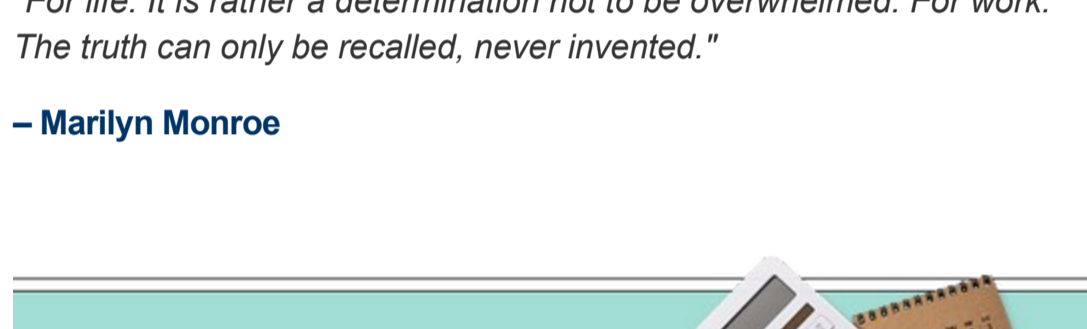 "For life: It is rather a determination not to be overwhelmed. For work:
The truth can only be recalled, never invented."
– Marilyn Monroe